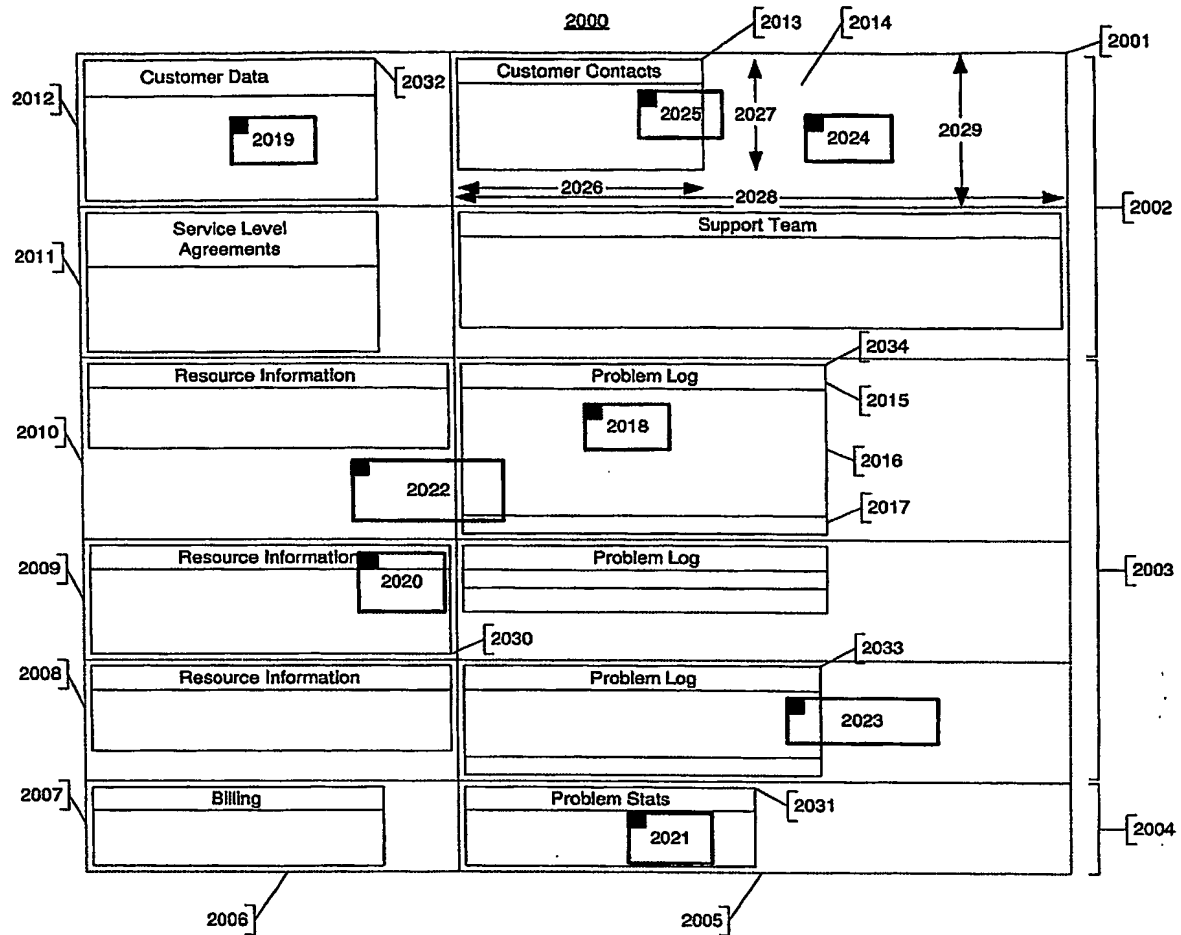 2000
2013
2014
2001
Customer Data
2032
Customer Contacts
2012
2019
2025
2027
2024
2029
2026
2028
2002
Service Level
Agreements
Support Team
2011
2034
Resource Information
Problem Log
2015
2010
2018
2016
2022
2017
Resource Information
Problem Log
2009
2020
2003
2030
2033
2008
Resource Information
Problem Log
2023
2007
Billing
Problem Stats
2031
2021
2004
2006
2005